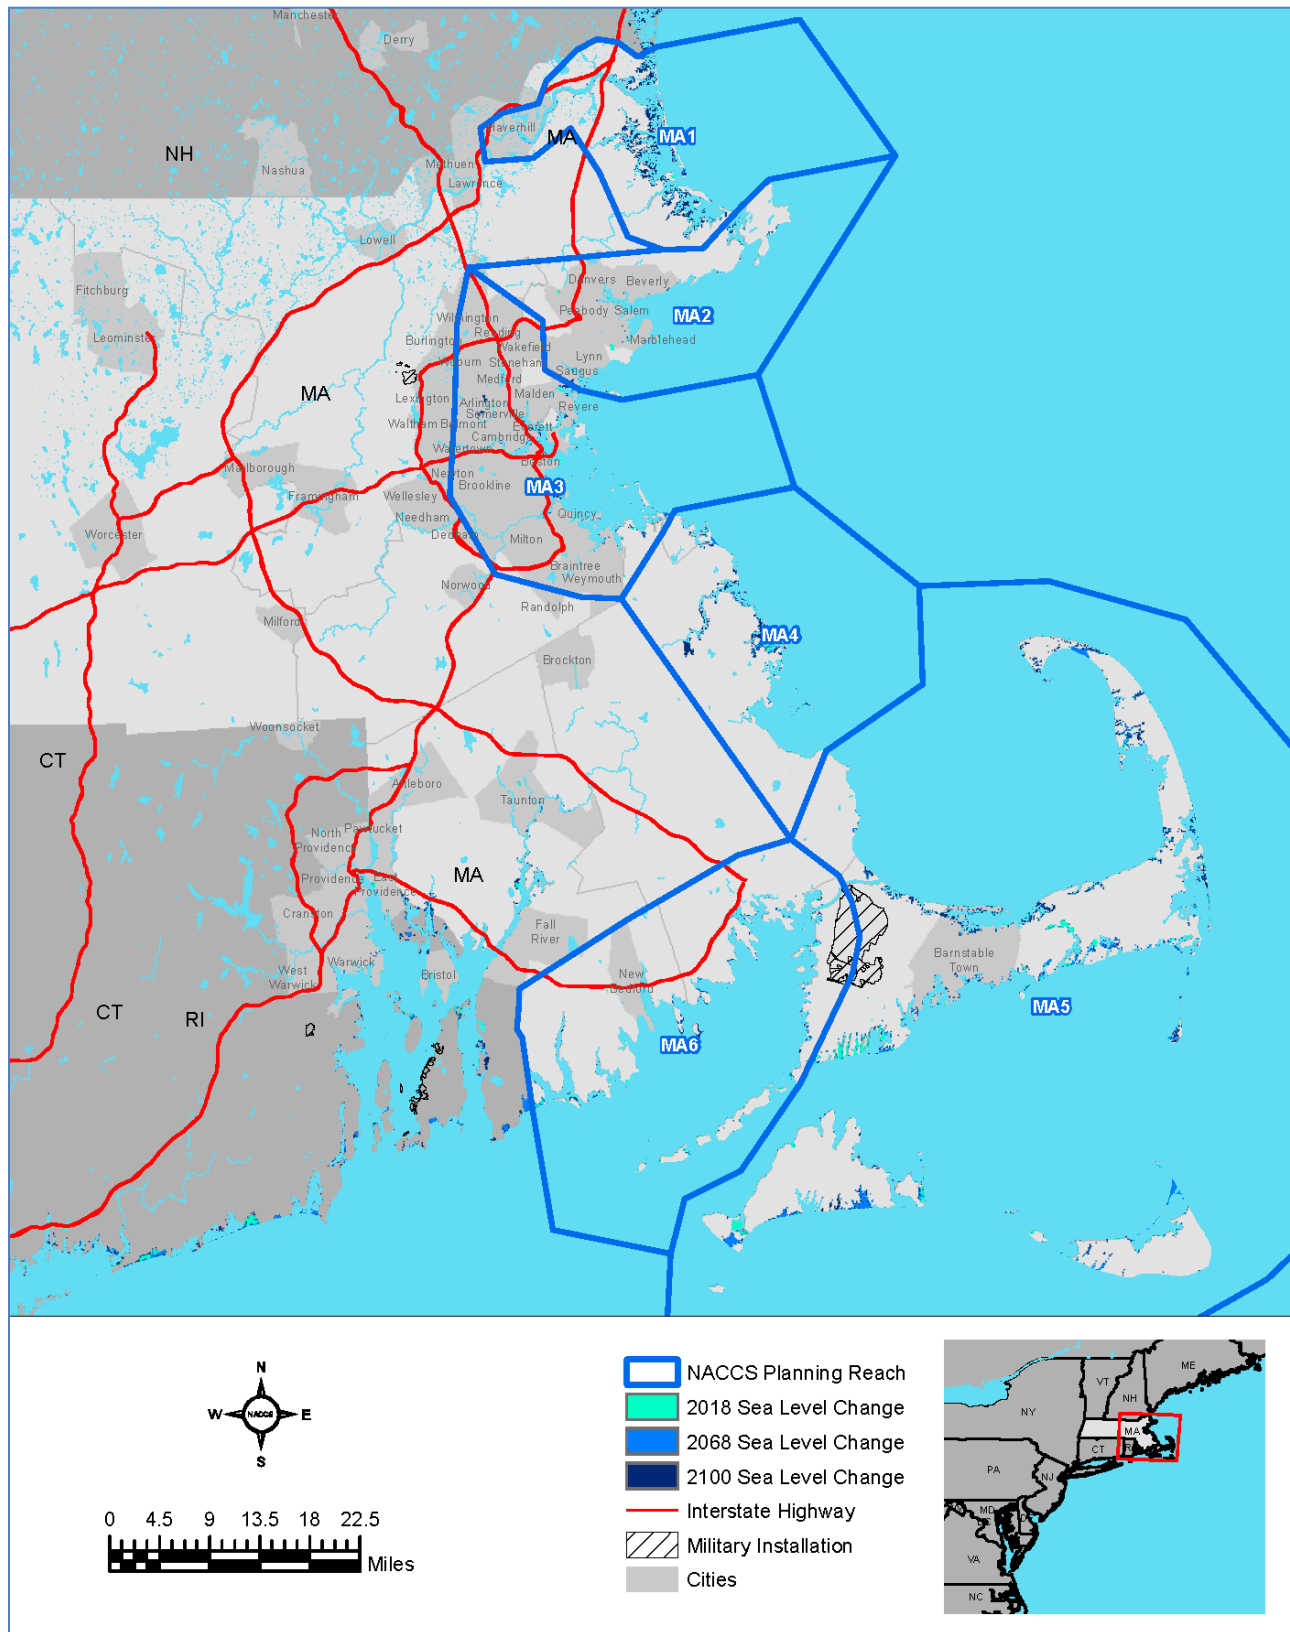 Manchester
Derry
NH
Nashua
Haverhill
MA
MA1
Methuen
Lawrence
Lowell
Fitchburg
Leominster
Danvers
Beverly
Peabody
Salem
MA2
Marblehead
Wilmington
Reading
Burlington
Wakefield
Woburn
Stoneham
Lynn
Saugus
Medford
MA
Lexington
Arlington
Malden
Revere
Somerville
Waltham
Belmont
Everett
Cambridge
Watertown
Boston
Marlborough
Newton
Framingham
Wellesley
Brookline
MA3
Needham
Quincy
Worcester
Dedham
Milton
Braintree
Weymouth
Norwood
Randolph
Milford
MA4
Brockton
Woonsocket
CT
Attleboro
Taunton
North
Providence
Pawtucket
MA
Providence
East
Providence
Cranston
Fall
River
Barnstable
Town
West
Warwick
Warwick
Bristol
New
Bedford
MA5
CT
RI
MA6
N
W
NACCS
E
S
0 4.5 9 13.5 18 22.5
Miles
NACCS Planning Reach
2018 Sea Level Change
2068 Sea Level Change
2100 Sea Level Change
Interstate Highway
Military Installation
Cities
ME
VT
NH
NY
MA
CT
RI
PA
NJ
MD
VA
NC